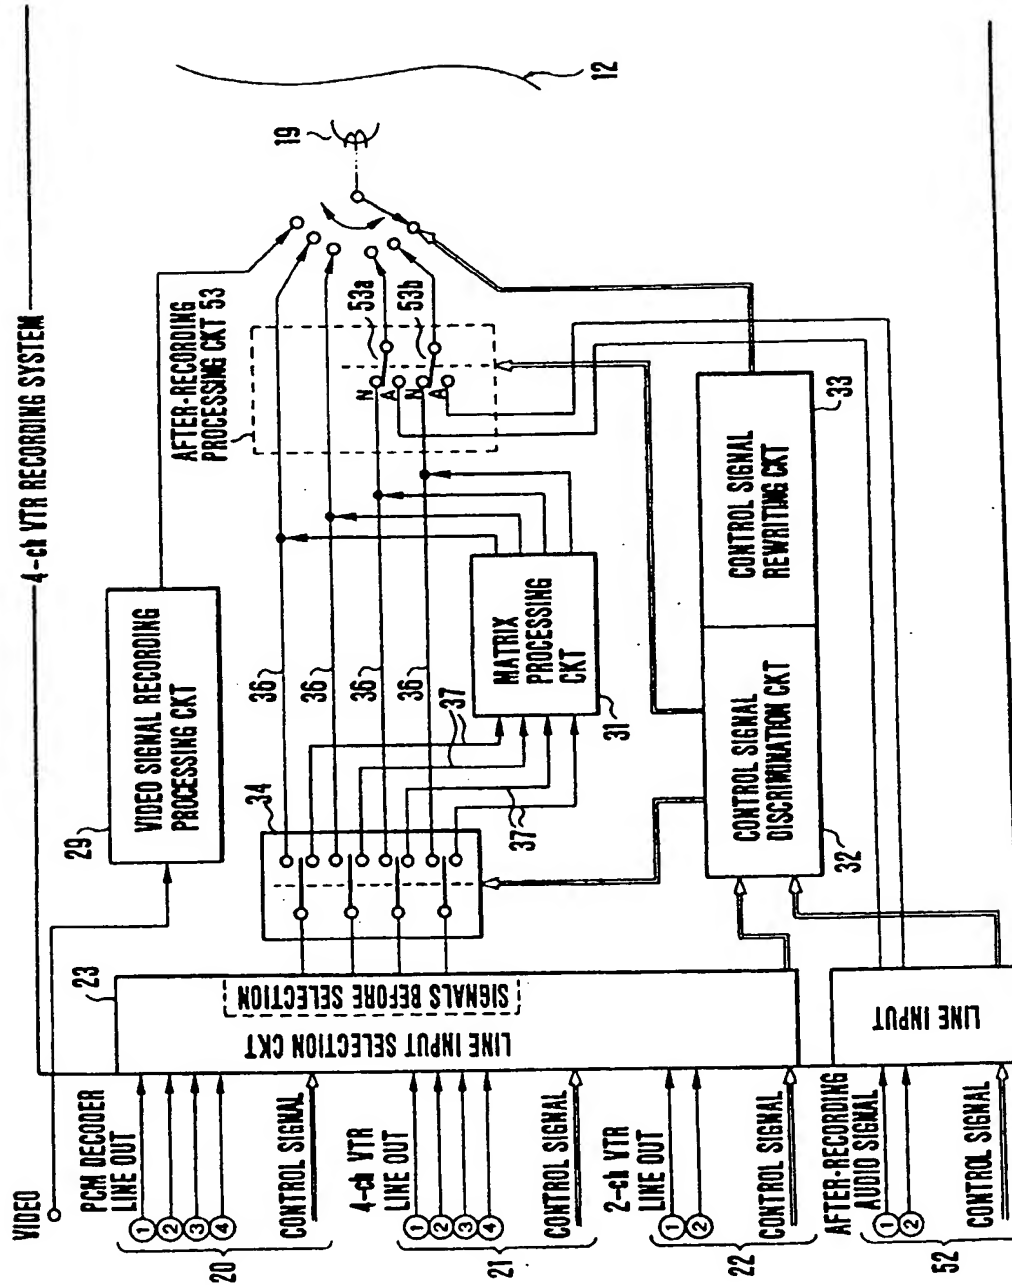 4-ch VTR RECORDING SYSTEM
VIDEO
29
VIDEO SIGNAL RECORDING
PROCESSING CKT
AFTER-RECORDING
PROCESSING CKT 53
19
12
PCM DECODER
LINE OUT
1
2
3
4
CONTROL SIGNAL
20
23
LINE INPUT SELECTION CKT
SIGNALS BEFORE SELECTION
34
36
36
36
36
37
37
N
A
N
A
53a
53b
4-ch VTR
LINE OUT
1
2
3
4
CONTROL SIGNAL
21
MATRIX
PROCESSING
CKT
31
2-ch VTR
LINE OUT
1
2
CONTROL SIGNAL
22
CONTROL SIGNAL
DISCRIMINATION CKT
32
CONTROL SIGNAL
REWRITING CKT
33
AFTER-RECORDING
AUDIO SIGNAL
1
2
CONTROL SIGNAL
52
LINE INPUT